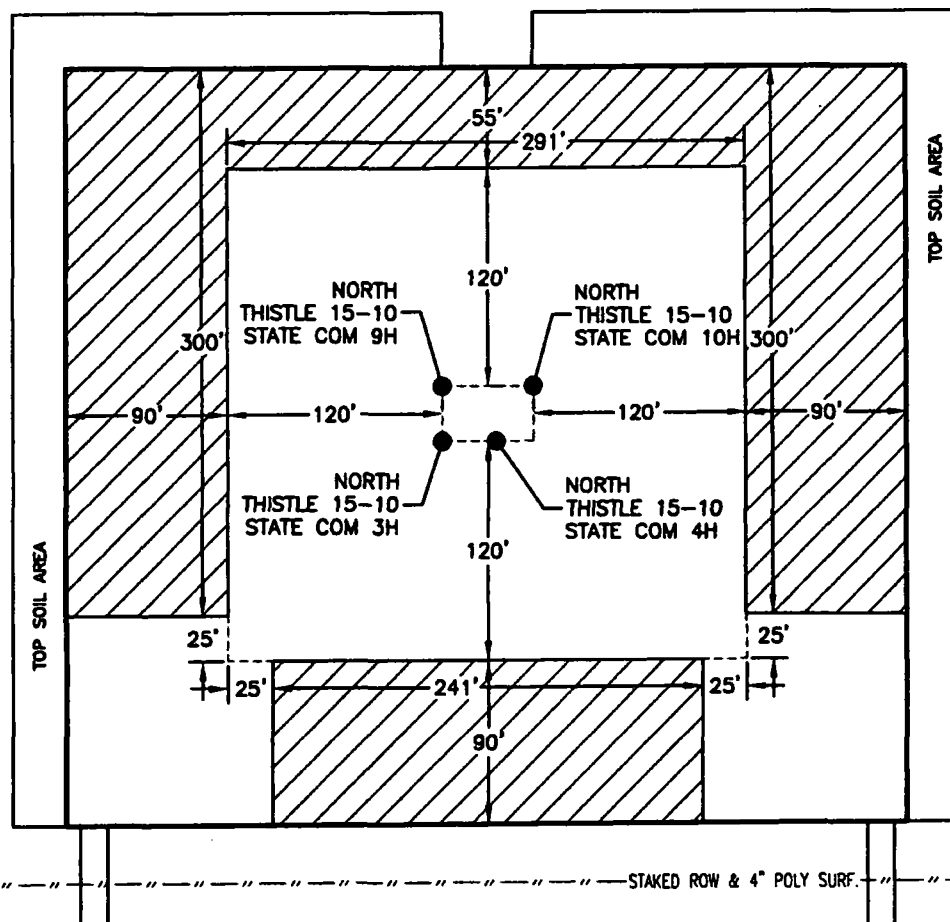 55'
291'
TOP SOIL AREA
120'
NORTH
THISTLE 15-10
STATE COM 9H
NORTH
THISTLE 15-10
STATE COM 10H
300'
300'
90'
120'
120'
90'
NORTH
THISTLE 15-10
STATE COM 3H
NORTH
THISTLE 15-10
STATE COM 4H
120'
TOP SOIL AREA
25'
25'
25'
241'
25'
90'
STAKED ROW & 4" POLY SURF.